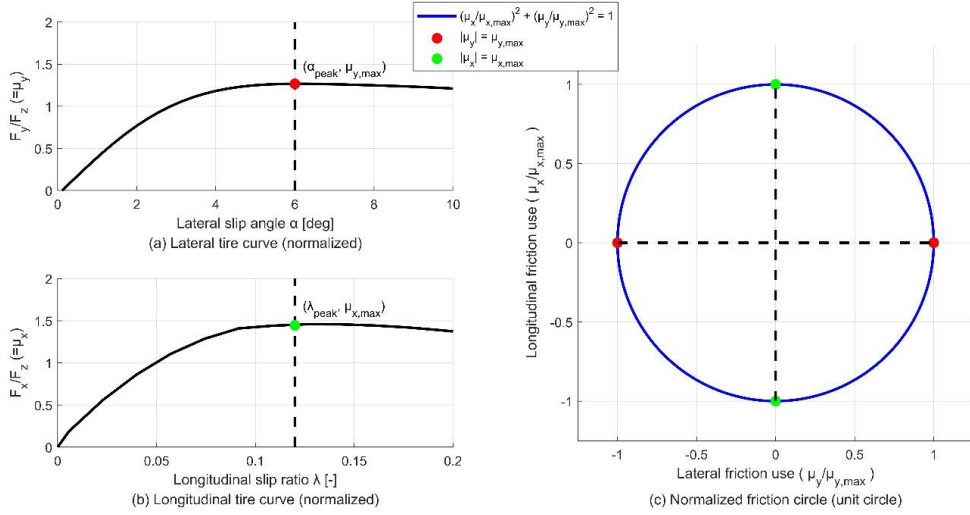 (μx/μx,max)2 + (μy/μy,max)2 = 1
|μy| = μy,max
|μx| = μx,max
2
1.5
1
0.5
0
Fy/Fz (=μy)
(αpeak, μy,max)
0 2 4 6 8 10
Lateral slip angle α [deg]
(a) Lateral tire curve (normalized)
2
1.5
1
0.5
0
Fx/Fz (=μx)
(λpeak, μx,max)
0 0.05 0.1 0.15 0.2
Longitudinal slip ratio λ [-]
(b) Longitudinal tire curve (normalized)
1
0.5
0
-0.5
-1
Longitudinal friction use ( μx/μx,max)
-1 -0.5 0 0.5 1
Lateral friction use ( μy/μy,max)
(c) Normalized friction circle (unit circle)